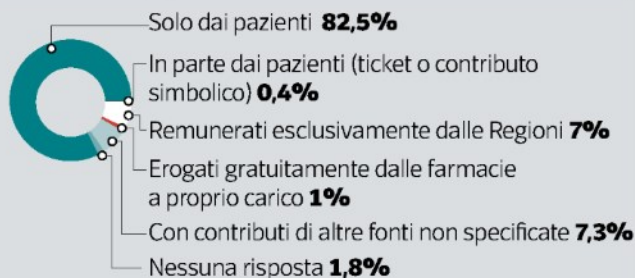 Solo dai pazienti 82,5%
In parte dai pazienti (ticket o contributo
simbolico) 0,4%
Remunerati esclusivamente dalle Regioni 7%
Erogati gratuitamente dalle farmacie
a proprio carico 1%
Con contributi di altre fonti non specificate 7,3%
Nessuna risposta 1,8%